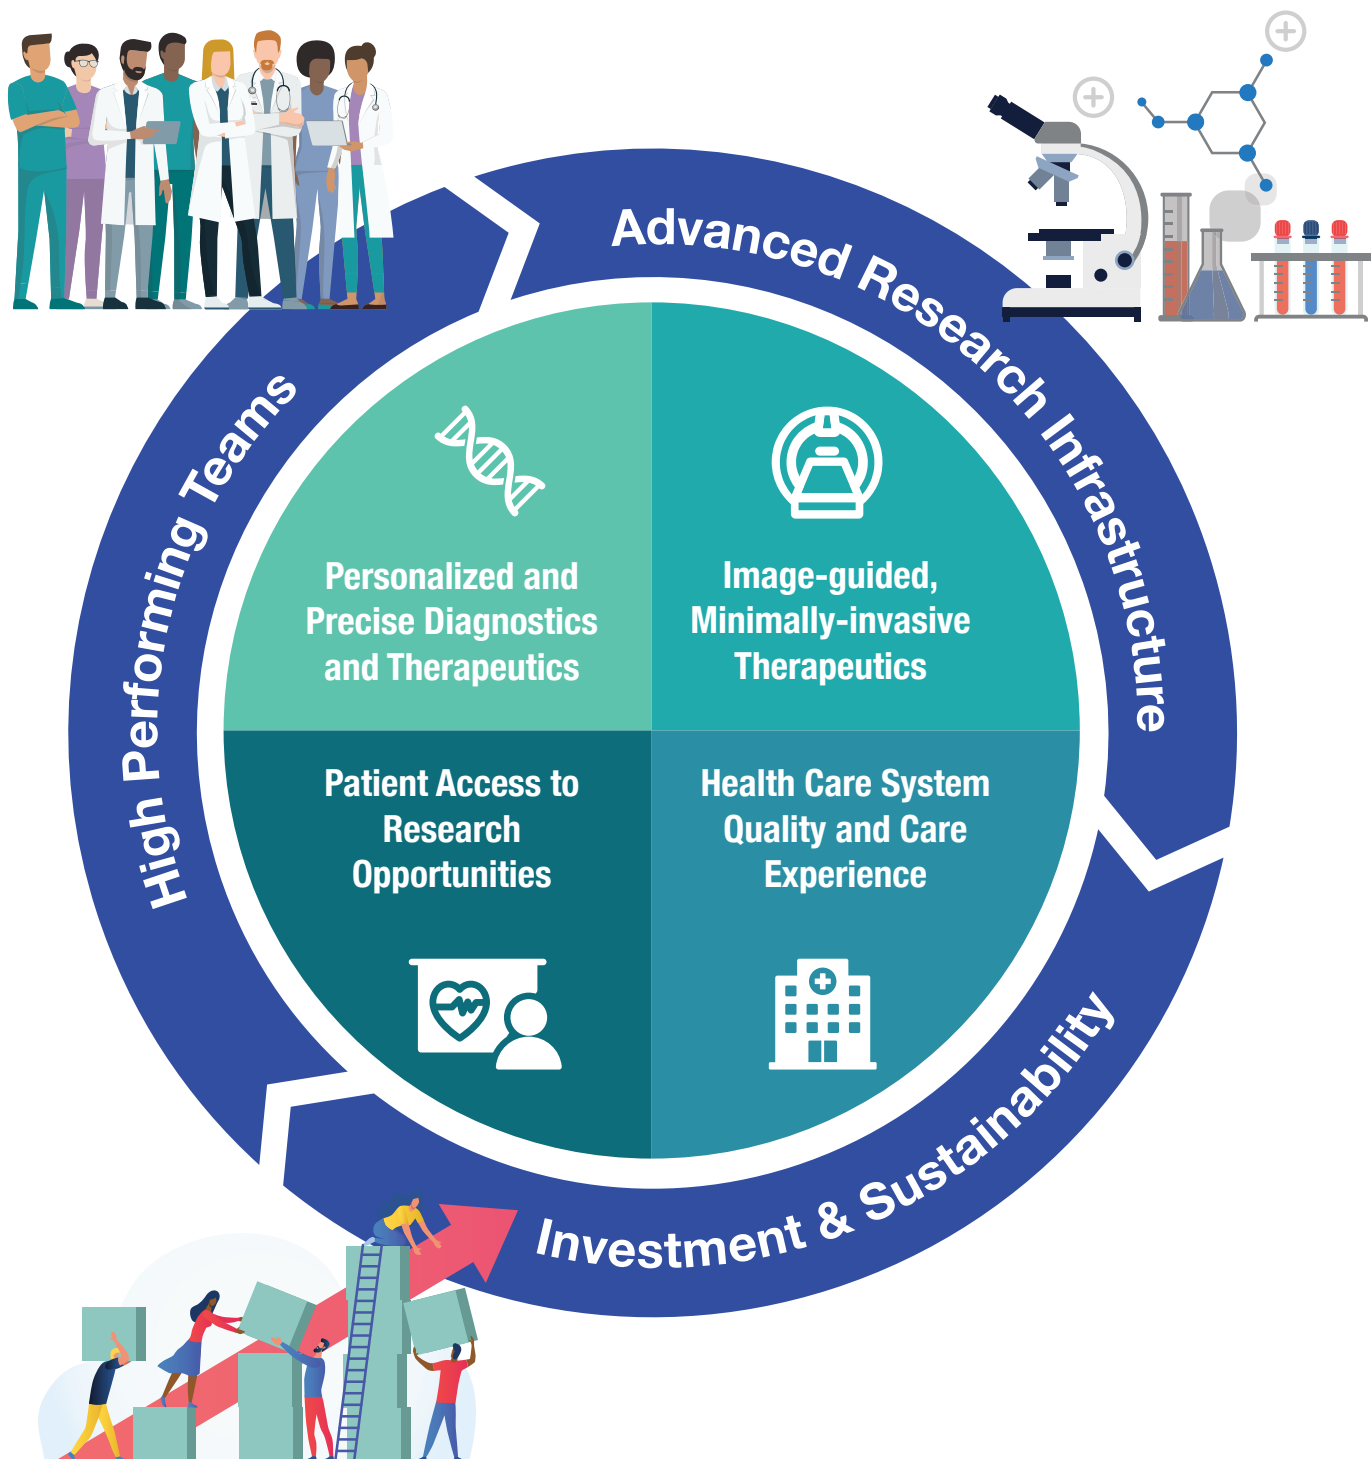 High Performing Teams
Advanced Research Infrastructure
Personalized and
Precise Diagnostics
and Therapeutics
Image-guided,
Minimally-invasive
Therapeutics
Patient Access to
Research
Opportunities
Health Care System
Quality and Care
Experience
Investment & Sustainability